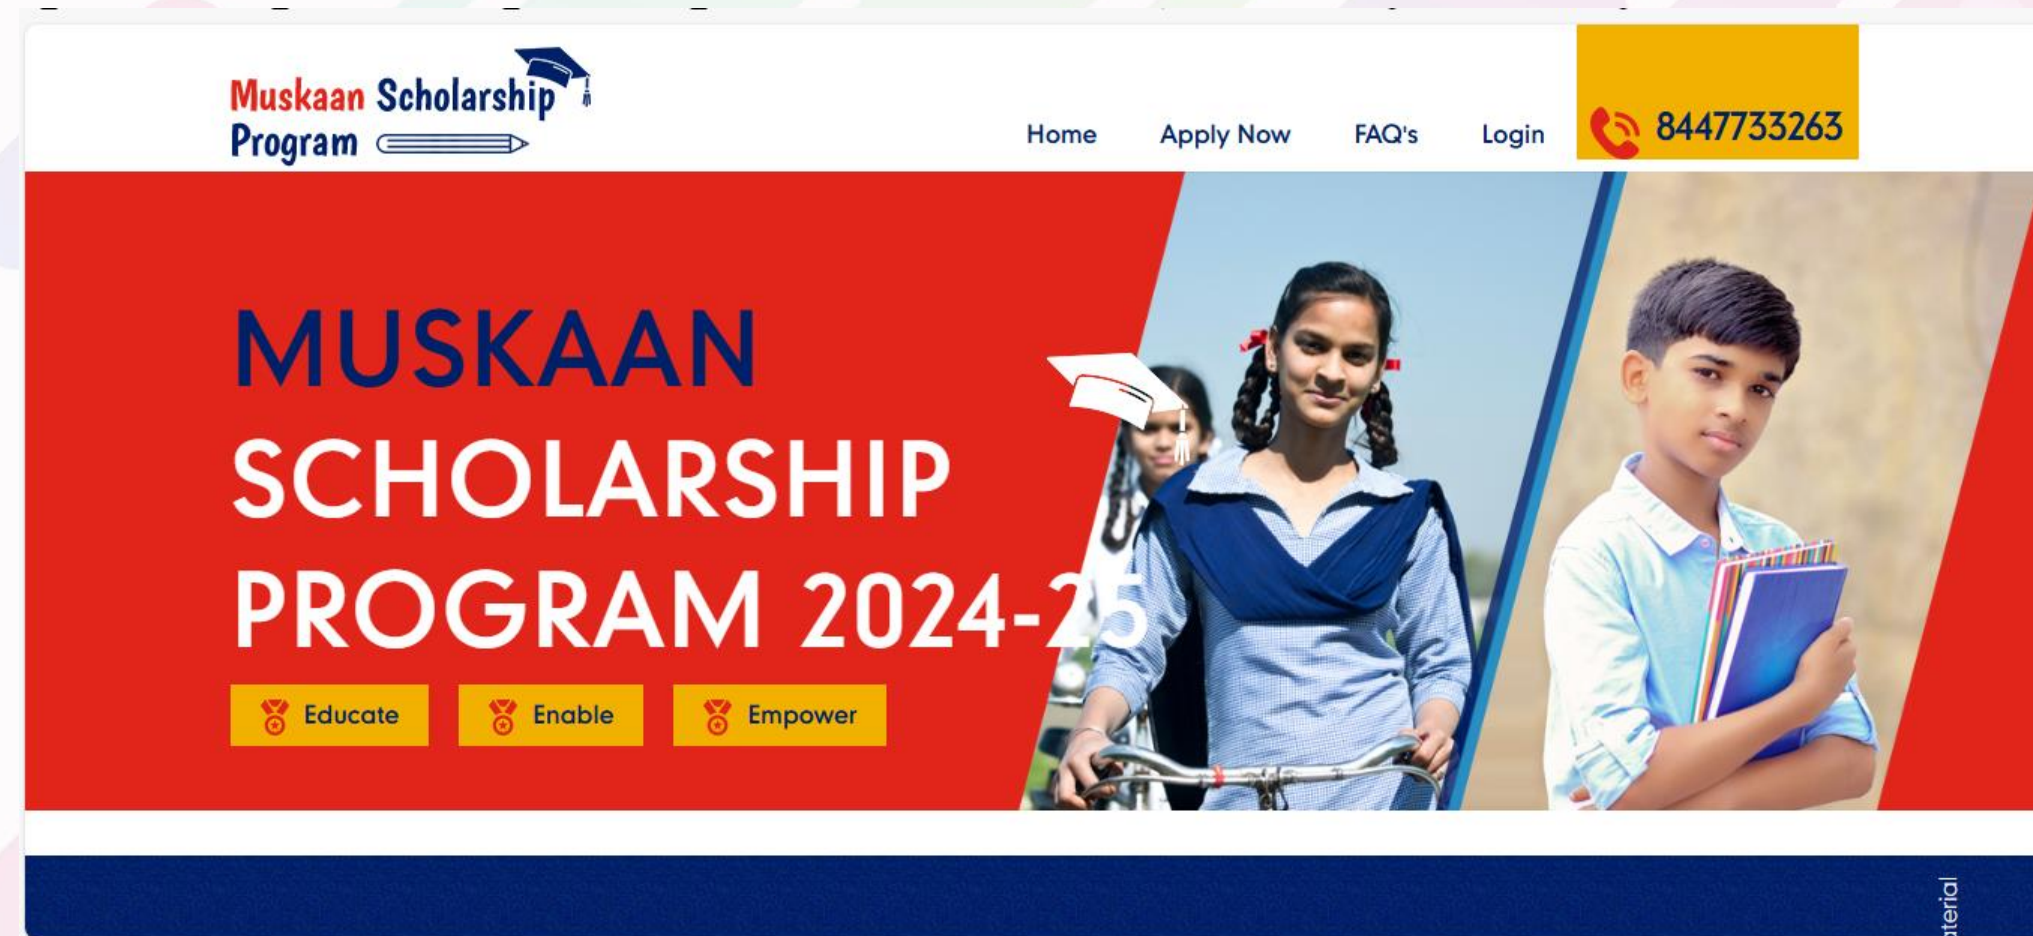 Muskaan Scholarship
Program
Home Apply Now FAQ's Login 8447733263
MUSKAAN
SCHOLARSHIP
PROGRAM 2024-25
Educate Enable Empower